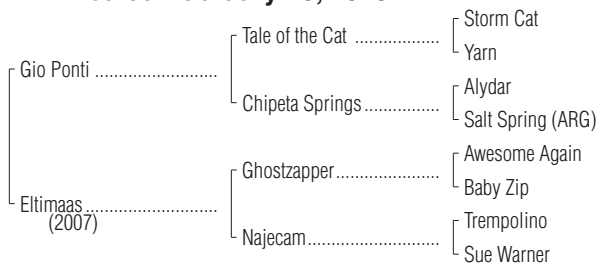 Storm Cat
Tale of the Cat ..................
Yarn
Gio Ponti ..........................
Alydar
Chipeta Springs ................
Salt Spring (ARG)
Awesome Again
Ghostzapper......................
Baby Zip
Eltimaas............................
(2007)
Trempolino
Najecam............................
Sue Warner